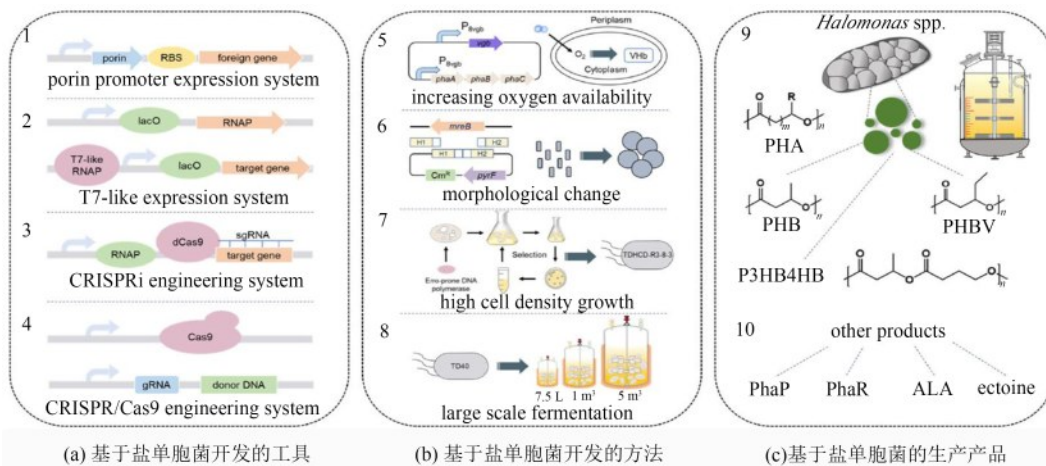 1
porin
RBS
foreign gene
porin promoter expression system
2
lacO
RNAP
T7-like
RNAP
lacO
target gene
T7-like expression system
3
dCas9
sgRNA
RNAP
target gene
CRISPRi engineering system
4
Cas9
gRNA
donor DNA
CRISPR/Cas9 engineering system
(a) 基于盐单胞菌开发的工具
5
P8vgb
vgb
P8vgb
phaA phaB phaC
Periplasm
O2
VHb
Cytoplasm
increasing oxygen availability
6
mreB
H1 H2
H1 H2
CmR
pyrF
morphological change
7
Selection
Erro-prone DNA
polymerase
TDHCD-R3-8-3
high cell density growth
8
TD40
7.5 L 1 m³ 5 m³
large scale fermentation
(b) 基于盐单胞菌开发的方法
9
Halomonas spp.
O R
O
m n
PHA
O
O n
PHB
O
O n
PHBV
P3HB4HB
O O
O O n
10
other products
PhaP PhaR ALA ectoine
(c)基于盐单胞菌的生产产品